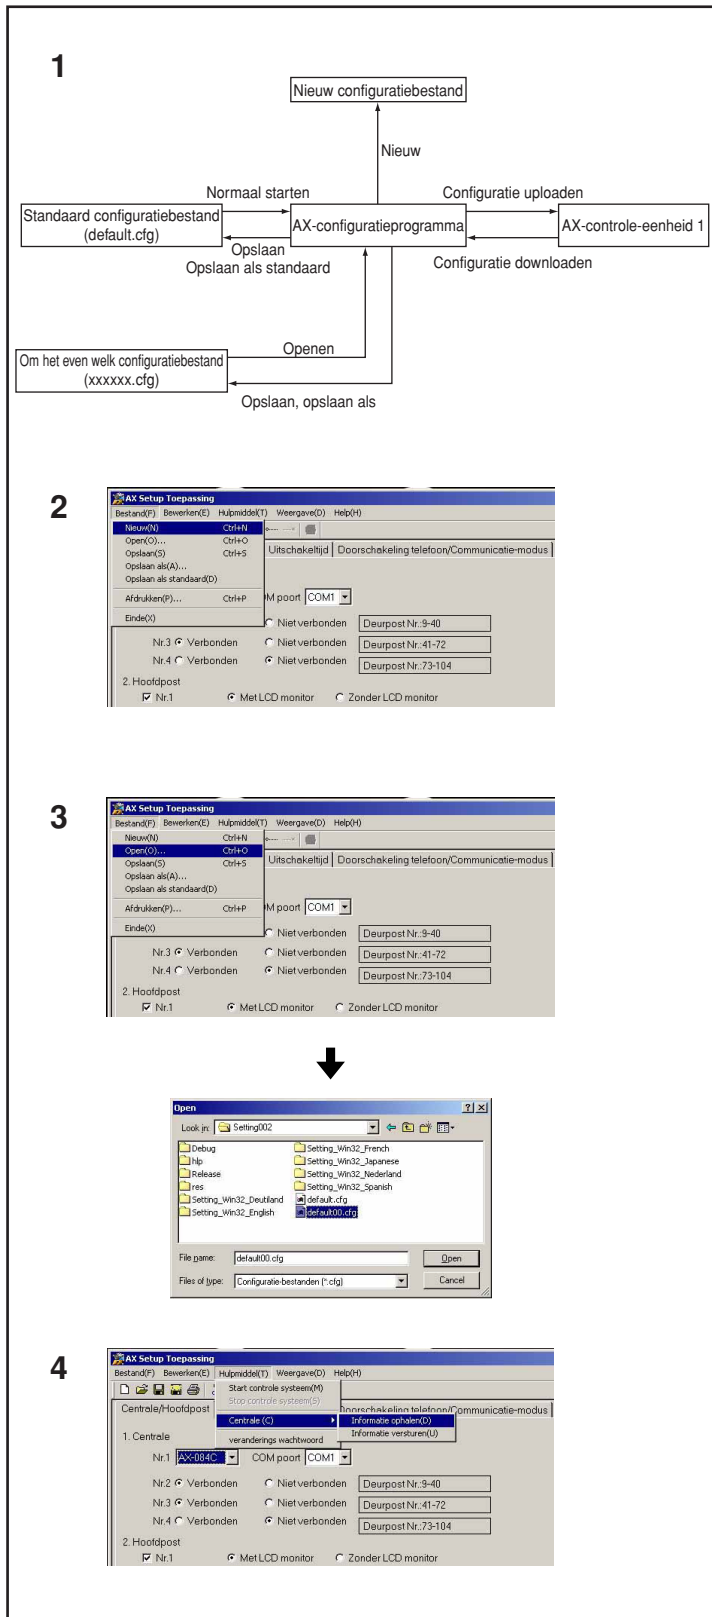 1
Nieuw configuratiebestand
Nieuw
Normaal starten
Configuratie uploaden
Standaard configuratiebestand
(default.cfg)
AX-configuratieprogramma
AX-controle-eenheid 1
Opslaan
Opslaan als standaard
Configuratie downloaden
Openen
Om het even welk configuratiebestand
(xxxxxx.cfg)
Opslaan, opslaan als
2
AX Setup Toepassing
Bestand(F) Bewerken(E) Hulpmiddel(T) Weergave(D) Help(H)
Nieuw(N) Ctrl+N
Open(O)... Ctrl+O
Opslaan(S) Ctrl+S
Uitschakeltijd Doorschakeling telefoon/Communicatie-modus
Opslaan als(A)...
Opslaan als standaard(D)
Afdrukken(P)... Ctrl+P
M poort COM1
Einde(X)
Niet verbonden Deurpost Nr.:9-40
Nr.3 Verbonden Niet verbonden Deurpost Nr.:41-72
Nr.4 Verbonden Niet verbonden Deurpost Nr.:73-104
2. Hoofdpost
Nr.1 Met LCD monitor Zonder LCD monitor
3
AX Setup Toepassing
Bestand(F) Bewerken(E) Hulpmiddel(T) Weergave(D) Help(H)
Nieuw(N) Ctrl+N
Open(O)... Ctrl+O
Opslaan(S) Ctrl+S
Uitschakeltijd Doorschakeling telefoon/Communicatie-modus
Opslaan als(A)...
Opslaan als standaard(D)
Afdrukken(P)... Ctrl+P
M poort COM1
Einde(X)
Niet verbonden Deurpost Nr.:9-40
Nr.3 Verbonden Niet verbonden Deurpost Nr.:41-72
Nr.4 Verbonden Niet verbonden Deurpost Nr.:73-104
2. Hoofdpost
Nr.1 Met LCD monitor Zonder LCD monitor
Open
Look in: Setting002
Debug Setting_Win32_French
hlp Setting_Win32_Japanese
Release Setting_Win32_Nederland
res Setting_Win32_Spanish
Setting_Win32_Deutiland default.cfg
Setting_Win32_English default00.cfg
File name: default00.cfg Open
Files of type: Configuratie-bestanden (*.cfg) Cancel
4
AX Setup Toepassing
Bestand(F) Bewerken(E) Hulpmiddel(T) Weergave(D) Help(H)
Start controle systeem(M)
Stop controle systeem(S)
Centrale/Hoofdpost Doorschakeling telefoon/Communicatie-modus
Centrale (C) Informatie ophalen(D)
Informatie versturen(U)
1. Centrale
veranderings wachtwoord
Nr.1 AX-084C COM poort COM1
Nr.2 Verbonden Niet verbonden Deurpost Nr.:9-40
Nr.3 Verbonden Niet verbonden Deurpost Nr.:41-72
Nr.4 Verbonden Niet verbonden Deurpost Nr.:73-104
2. Hoofdpost
Nr.1 Met LCD monitor Zonder LCD monitor